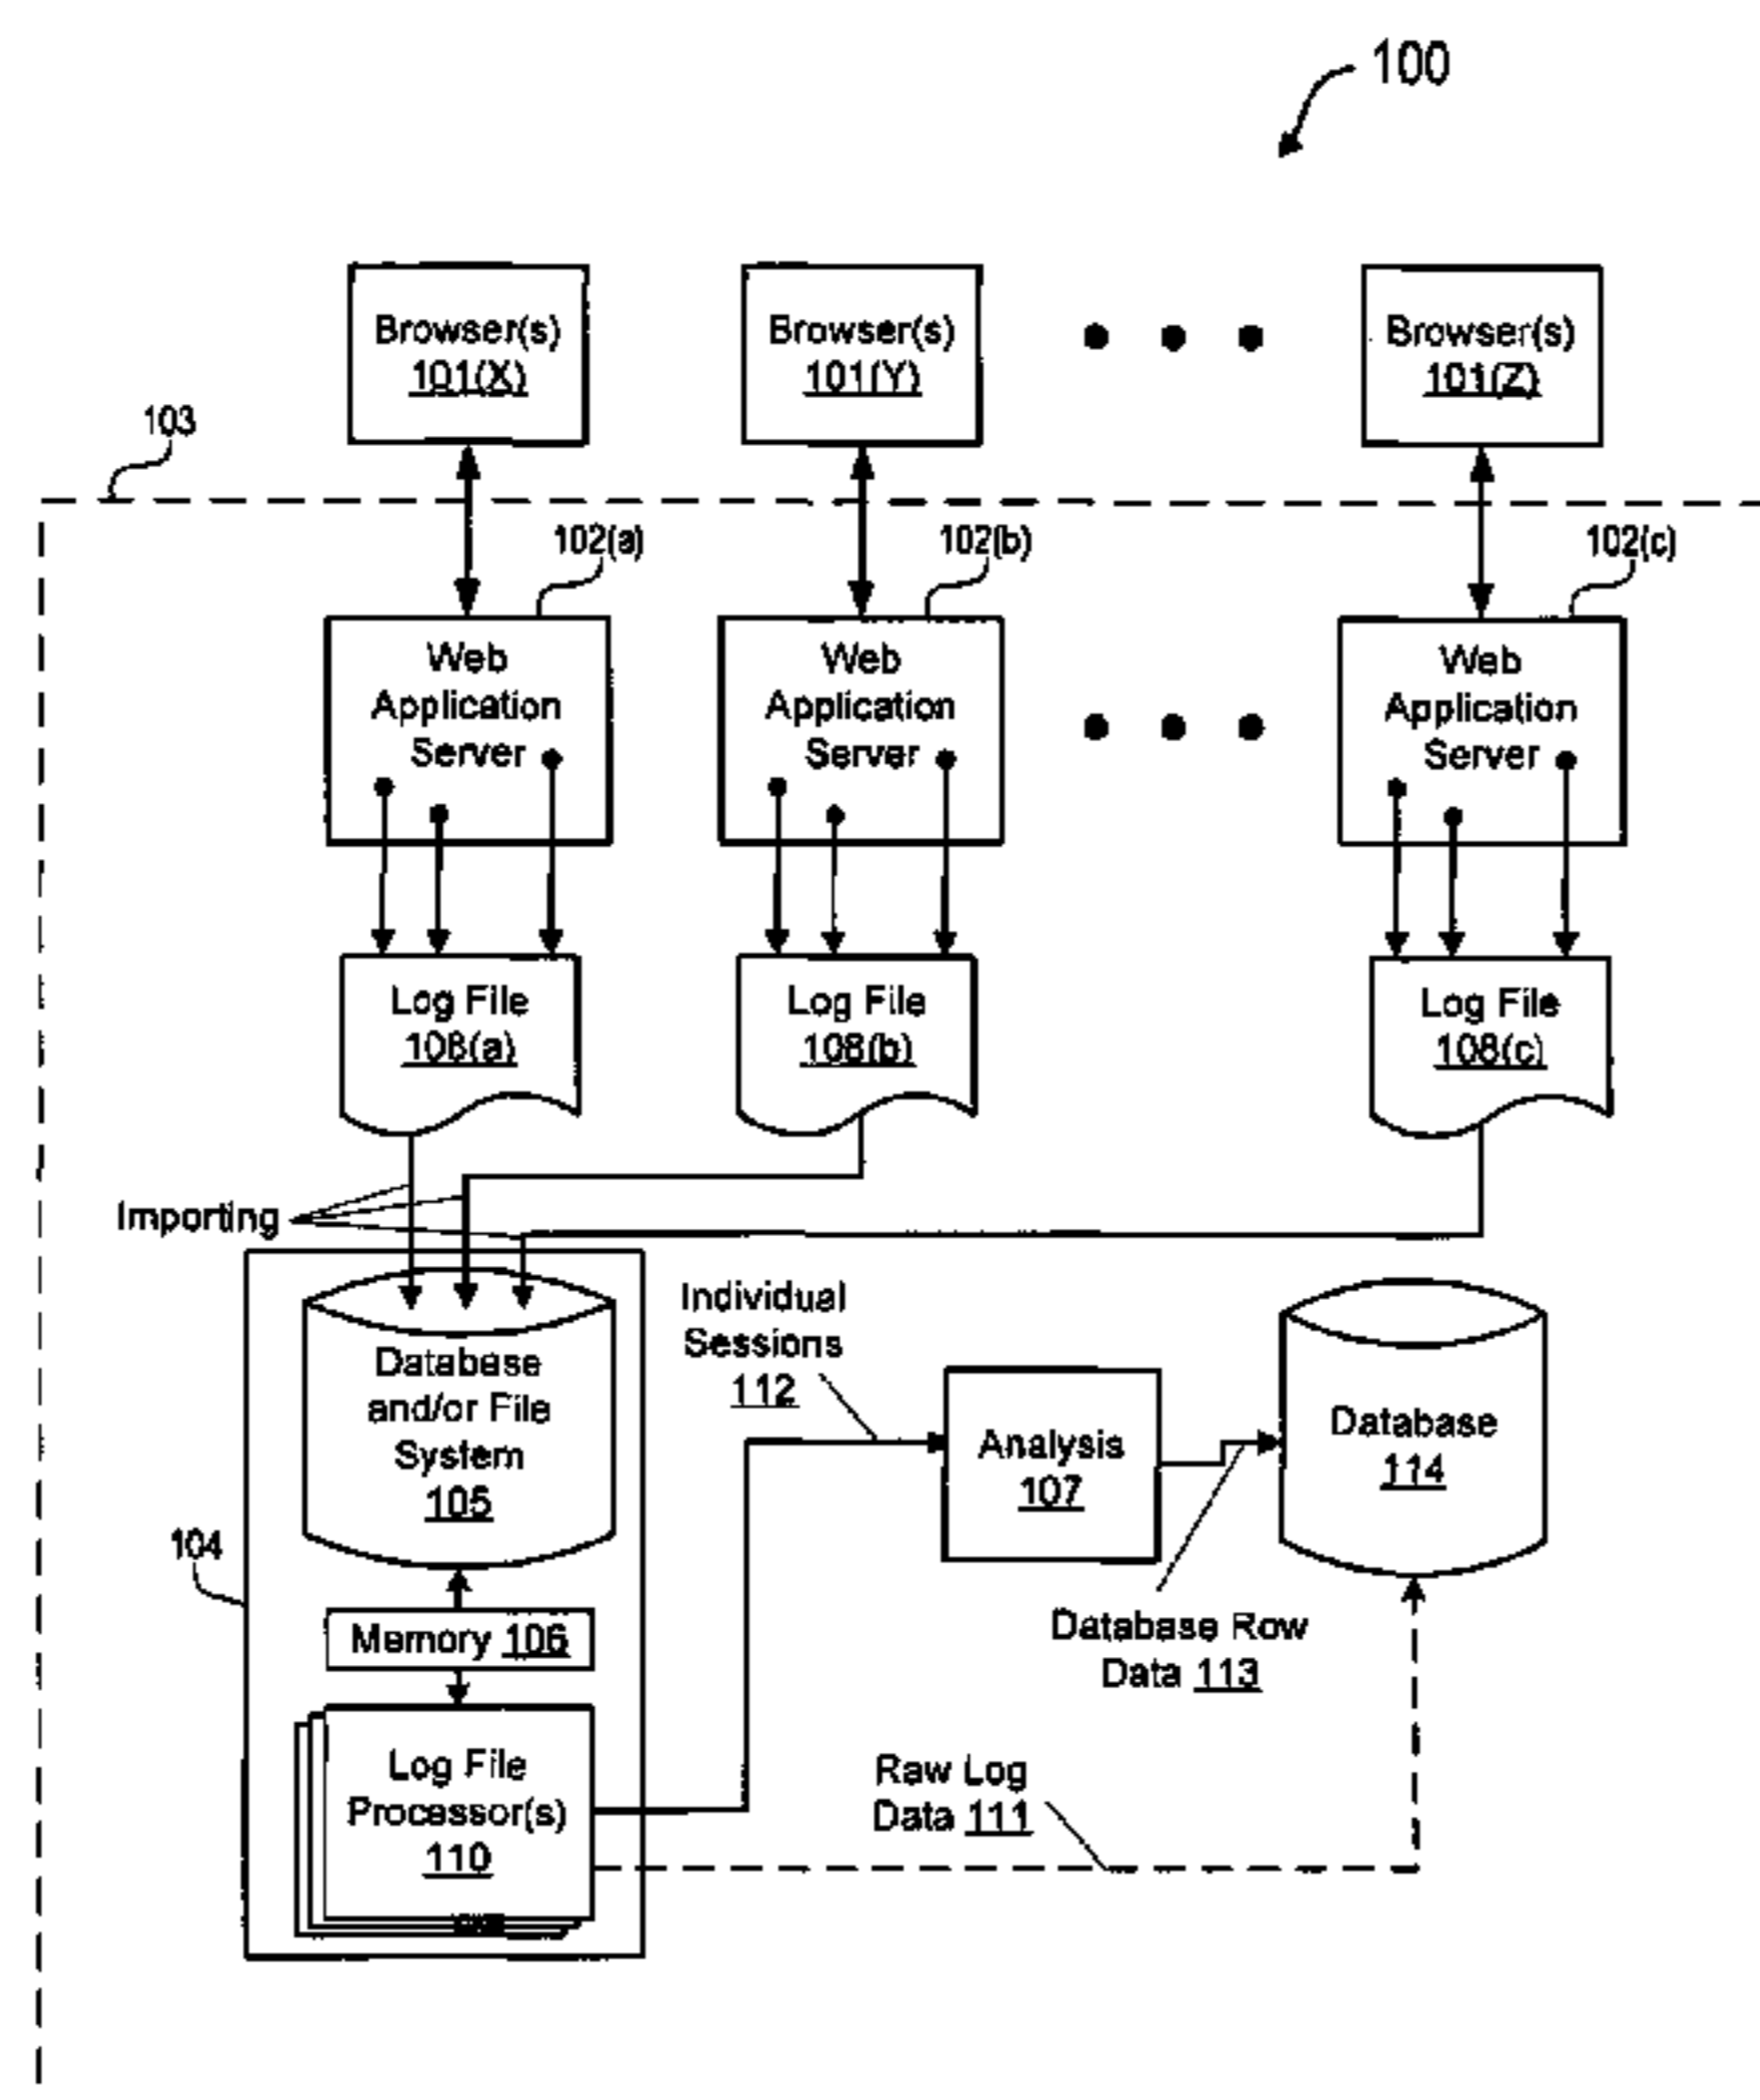 100
Browser(s)
101(X)
Browser(s)
101(Y)
Browser(s)
101(Z)
103
102(a)
102(b)
102(c)
Web
Application
Server
Web
Application
Server
Web
Application
Server
Log File
108(a)
Log File
108(b)
Log File
108(c)
Importing
Individual
Sessions
112
Database
and/or File
System
105
Analysis
107
Database
114
104
Memory 106
Database Row
Data 113
Log File
Processor(s)
110
Raw Log
Data 111